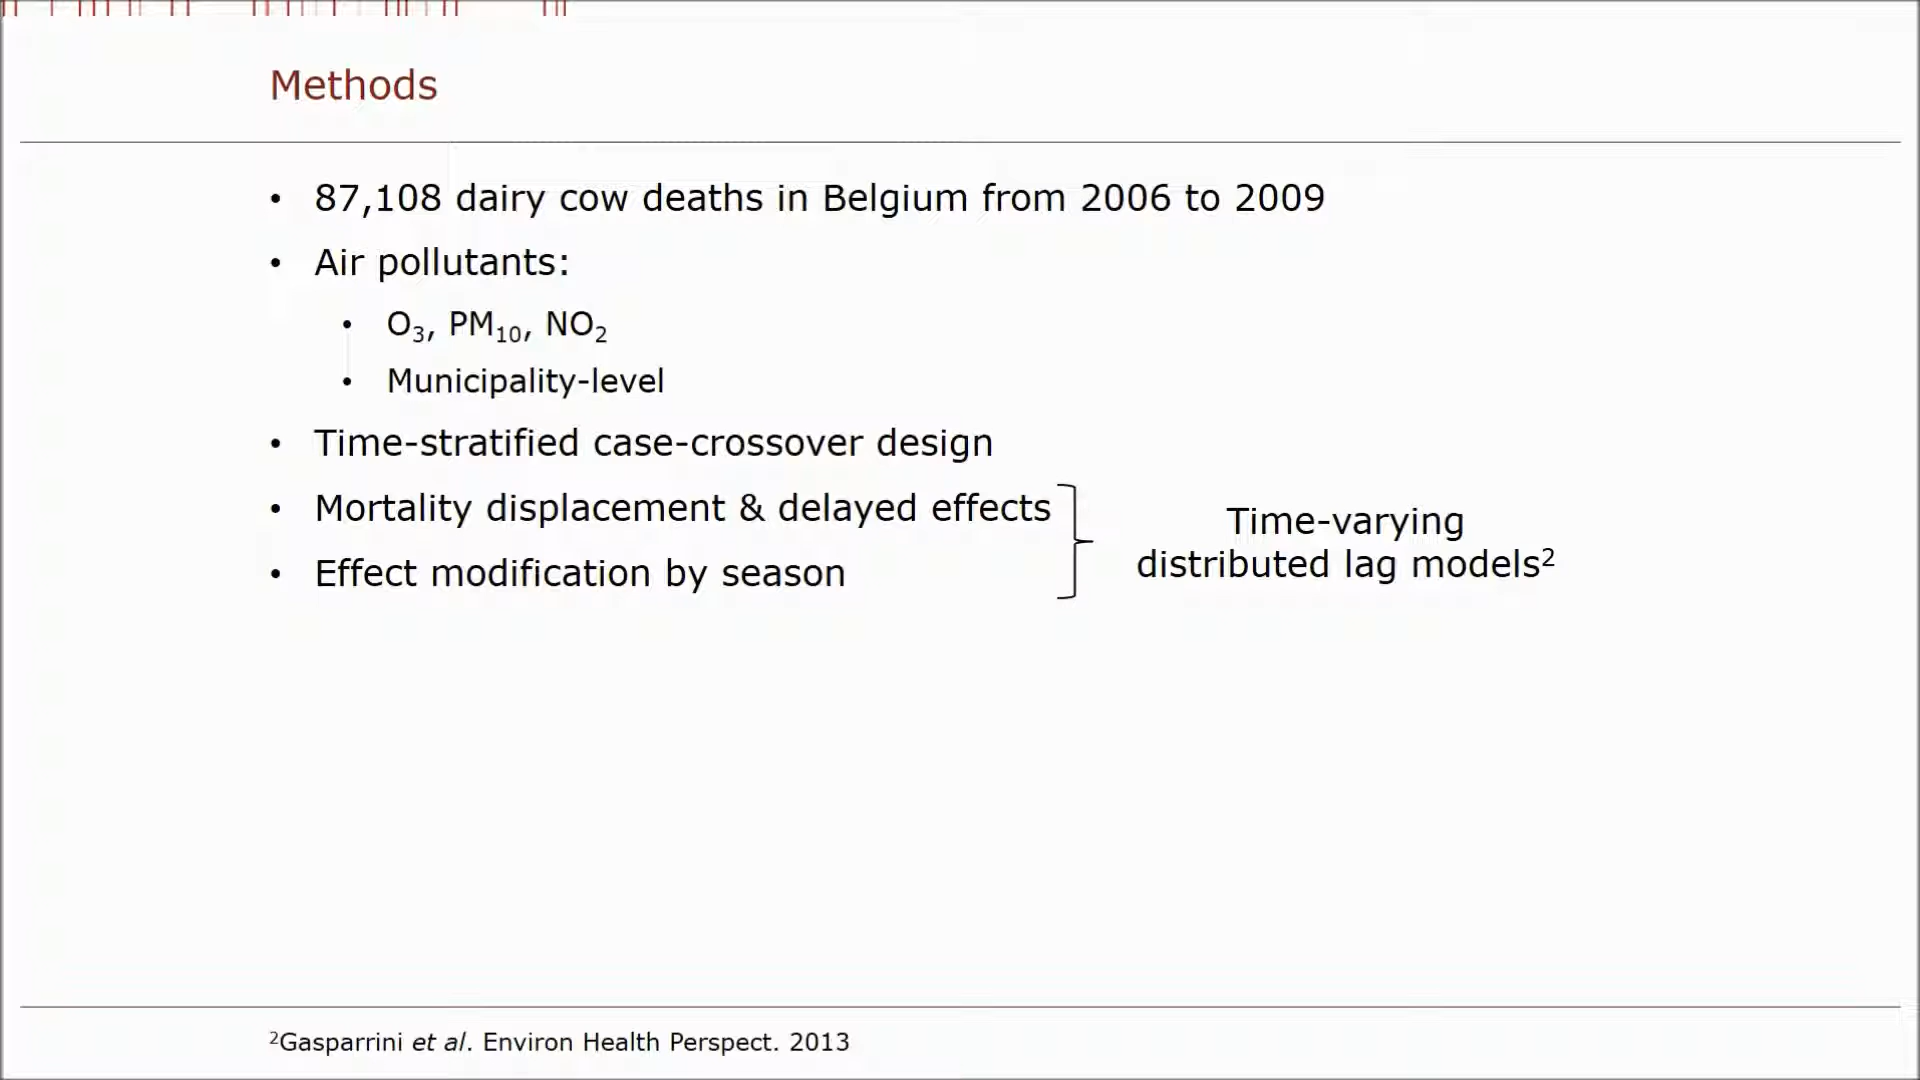 Methods
• 87,108 dairy cow deaths in Belgium from 2006 to 2009
• Air pollutants:
• O₃, PM₁₀, NO₂
• Municipality-level
• Time-stratified case-crossover design
• Mortality displacement & delayed effects
• Effect modification by season
Time-varying
distributed lag models²
²Gasparrini et al. Environ Health Perspect. 2013